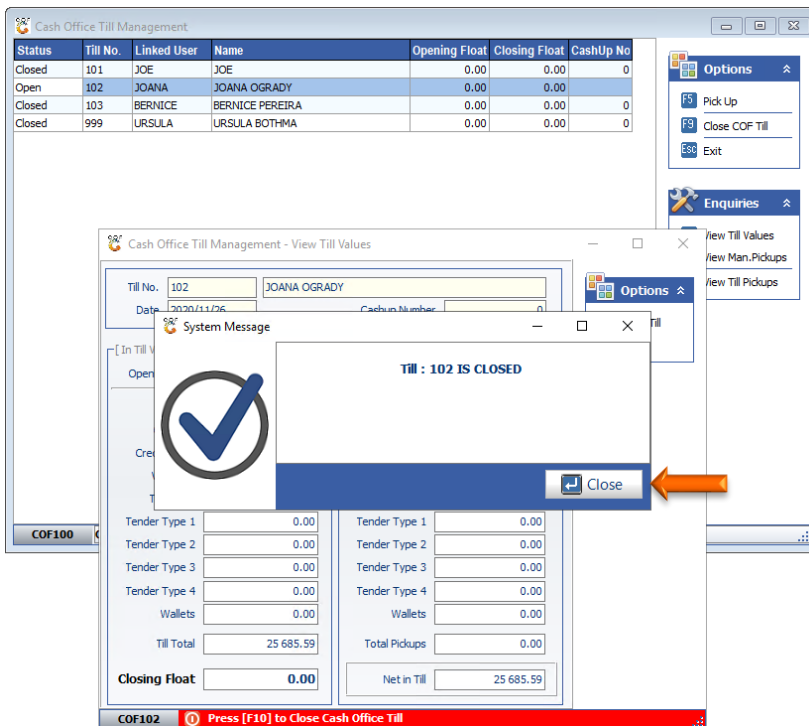 Cash Office Till Management
Status Till No. Linked User Name Opening Float Closing Float CashUp No
Closed 101 JOE JOE 0.00 0.00 0
Open 102 JOANA JOANA OGRADY 0.00 0.00
Closed 103 BERNICE BERNICE PEREIRA 0.00 0.00 0
Closed 999 URSULA URSULA BOTHMA 0.00 0.00 0
Options
F5 Pick Up
F9 Close COF Till
Esc Exit
Enquiries
View Till Values
View Man.Pickups
View Till Pickups
COF100
Cash Office Till Management - View Till Values
Till No. 102 JOANA OGRADY
Date 2020/11/26 Cashup Number 0
Options
Till
[ In Till V
Open
Cre
System Message
Till : 102 IS CLOSED
Close
Tender Type 1 0.00 Tender Type 1 0.00
Tender Type 2 0.00 Tender Type 2 0.00
Tender Type 3 0.00 Tender Type 3 0.00
Tender Type 4 0.00 Tender Type 4 0.00
Wallets 0.00 Wallets 0.00
Till Total 25 685.59 Total Pickups 0.00
Closing Float 0.00 Net in Till 25 685.59
COF102 Press [F10] to Close Cash Office Till